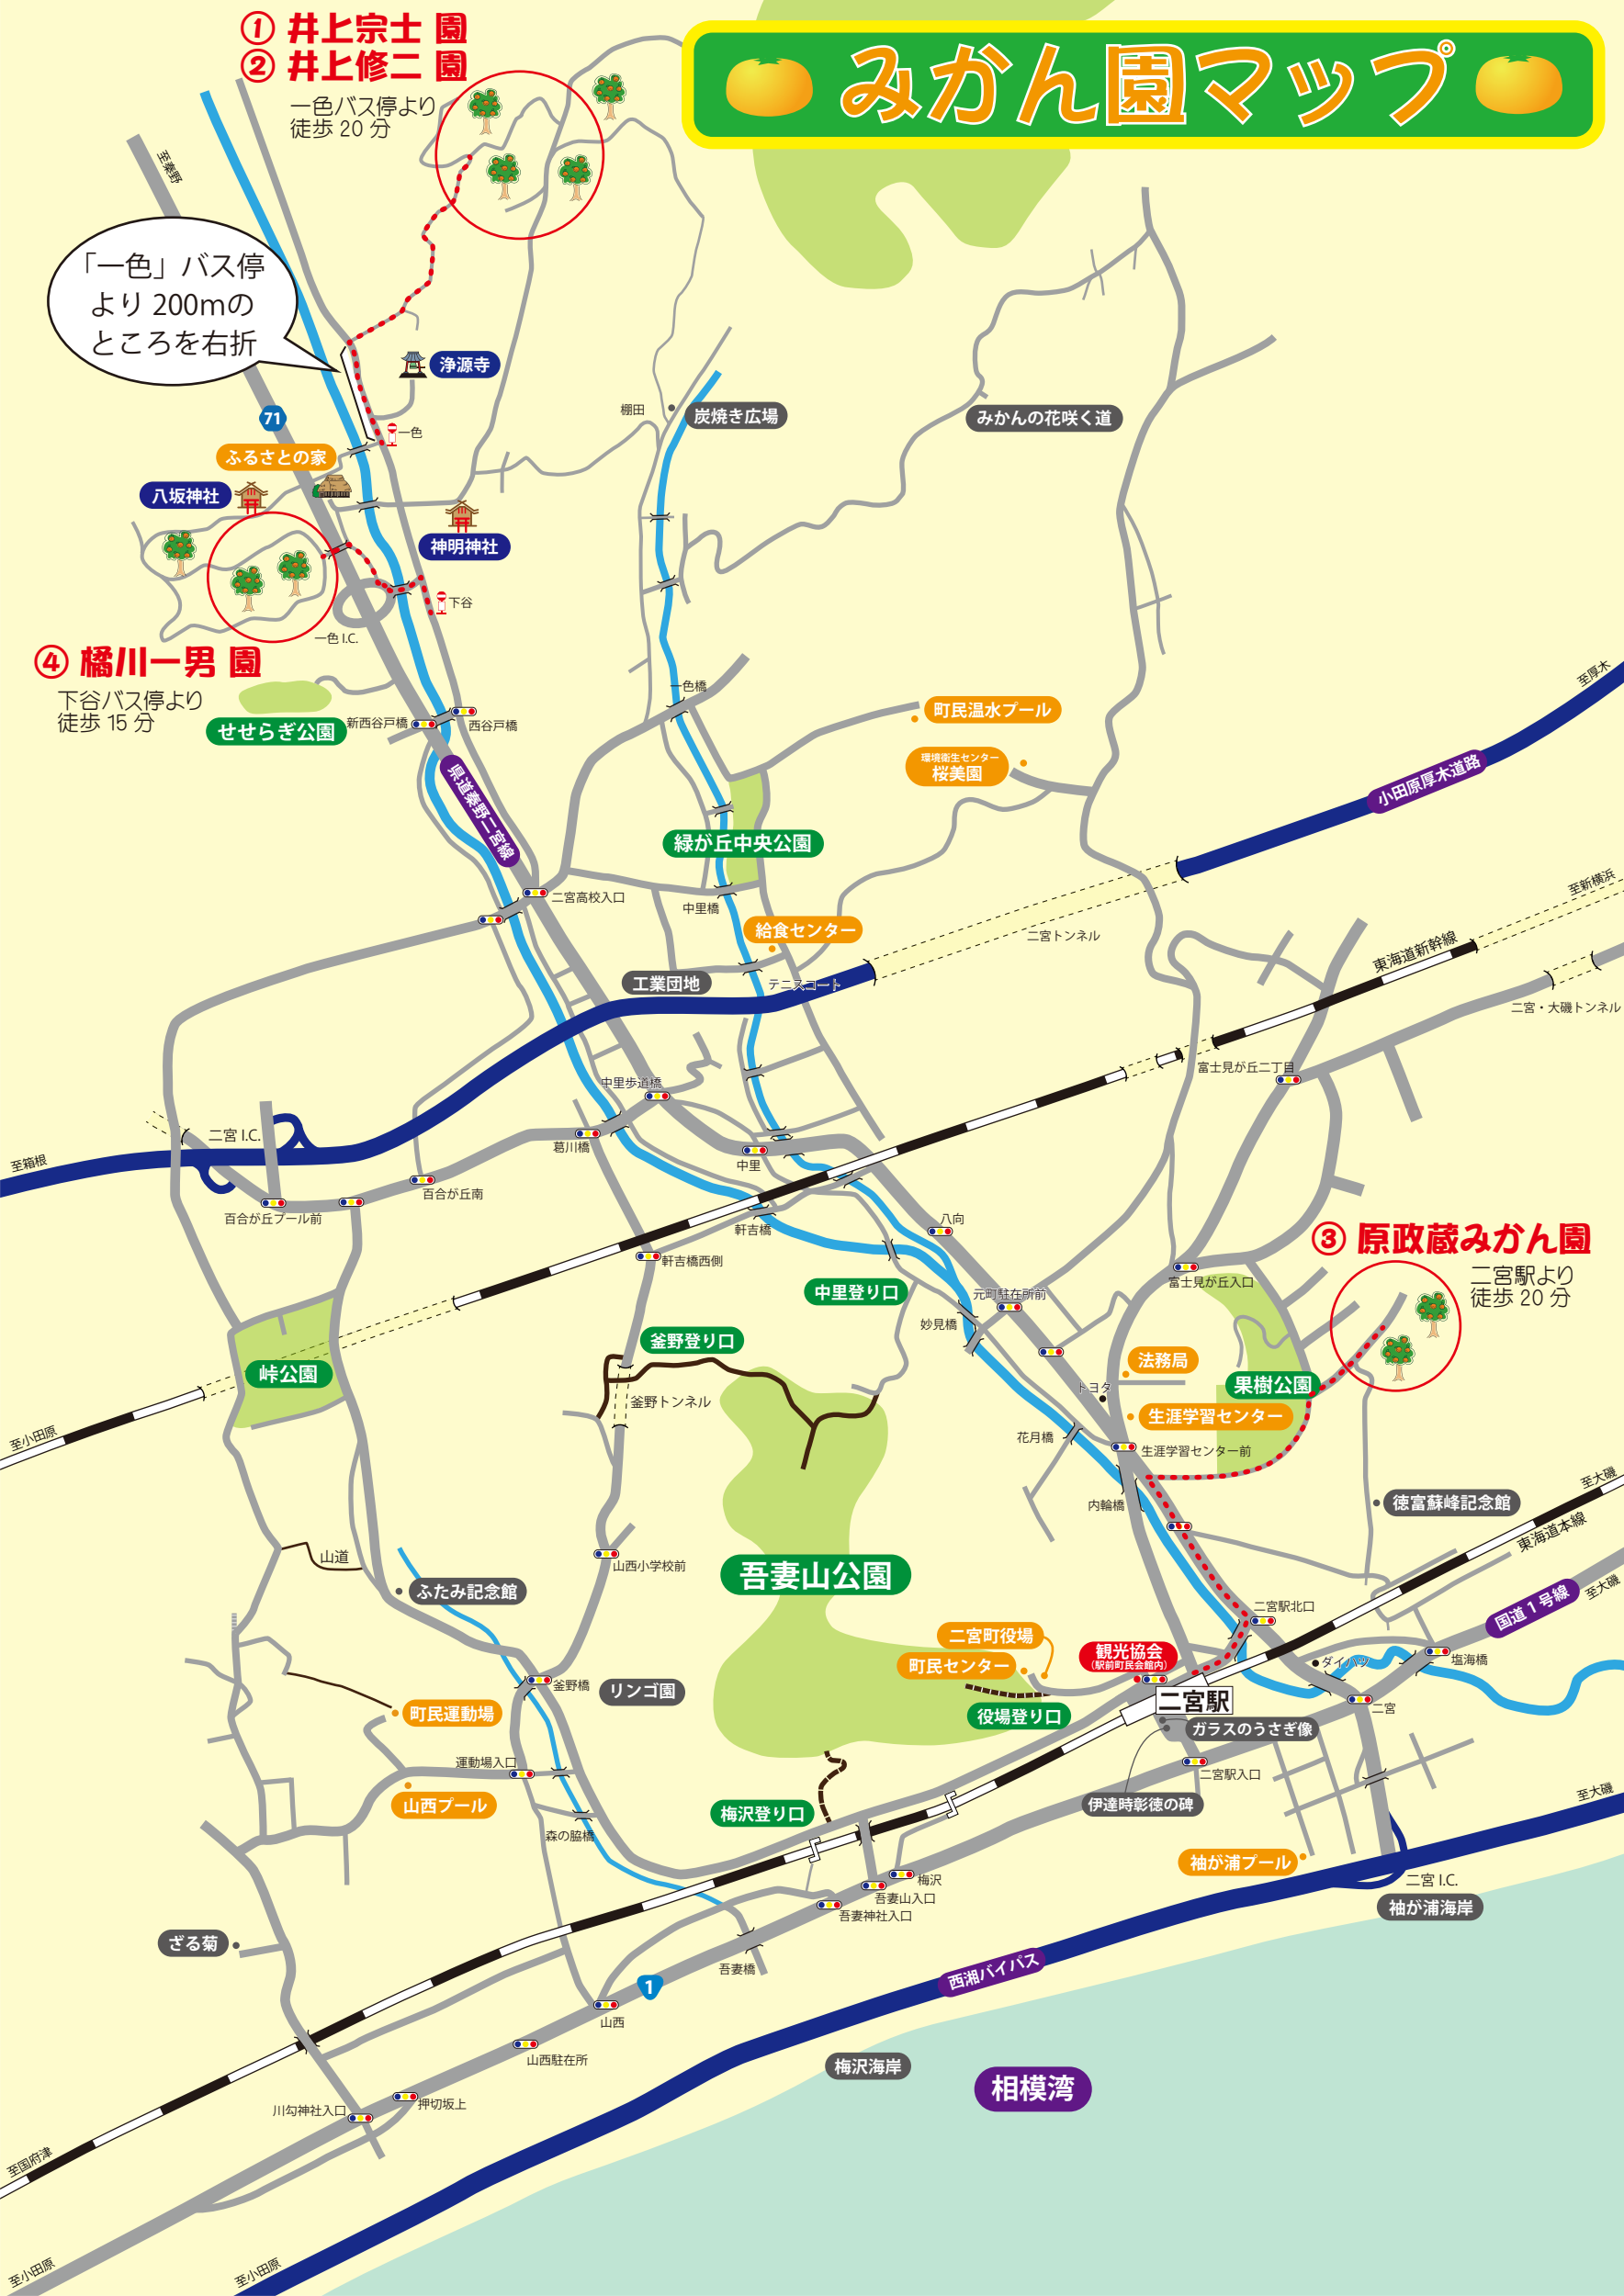 みかん園マップ
① 井上宗士 園
② 井上修二 園
一色バス停より
徒歩 20 分
至秦野
「一色」バス停
より 200mの
ところを右折
浄源寺
71
一色
ふるさとの家
八坂神社
神明神社
下谷
一色 I.C.
④ 橘川一男 園
下谷バス停より
徒歩 15 分
せせらぎ公園
新西谷戸橋
西谷戸橋
県道秦野二宮線
棚田
炭焼き広場
みかんの花咲く道
一色橋
町民温水プール
環境衛生センター
桜美園
至厚木
小田原厚木道路
緑が丘中央公園
二宮高校入口
中里橋
給食センター
二宮トンネル
工業団地
テニスコート
至新横浜
東海道新幹線
二宮・大磯トンネル
富士見が丘二丁目
中里歩道橋
二宮 I.C.
至箱根
葛川橋
中里
百合が丘南
百合が丘プール前
軒吉橋
八向
軒吉橋西側
③ 原政蔵みかん園
二宮駅より
徒歩 20 分
富士見が丘入口
中里登り口
元町駐在所前
妙見橋
釜野登り口
法務局
峠公園
果樹公園
トヨタ
釜野トンネル
生涯学習センター
至小田原
花月橋
生涯学習センター前
内輪橋
徳富蘇峰記念館
至大磯
東海道本線
山道
山西小学校前
吾妻山公園
ふたみ記念館
国道１号線
至大磯
二宮駅北口
二宮町役場
観光協会
(駅前町民会館内)
町民センター
ダイハツ
塩海橋
釜野橋
リンゴ園
二宮駅
二宮
町民運動場
役場登り口
ガラスのうさぎ像
運動場入口
二宮駅入口
山西プール
梅沢登り口
伊達時彰徳の碑
至大磯
森の脇橋
袖が浦プール
梅沢
二宮 I.C.
吾妻山入口
袖が浦海岸
吾妻神社入口
ざる菊
吾妻橋
西湘バイパス
1
山西
山西駐在所
梅沢海岸
相模湾
川勾神社入口
押切坂上
至国府津
至小田原
至小田原